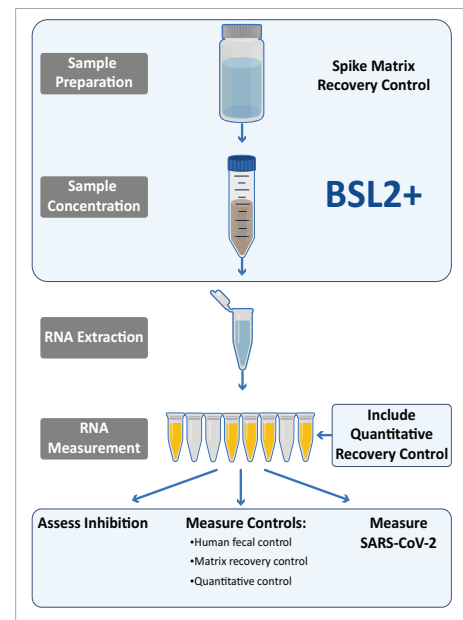 Sample
Preparation
Spike Matrix
Recovery Control
Sample
Concentration
BSL2+
RNA Extraction
RNA
Measurement
Include
Quantitative
Recovery Control
Assess Inhibition
Measure Controls:
•Human fecal control
•Matrix recovery control
•Quantitative control
Measure
SARS-CoV-2